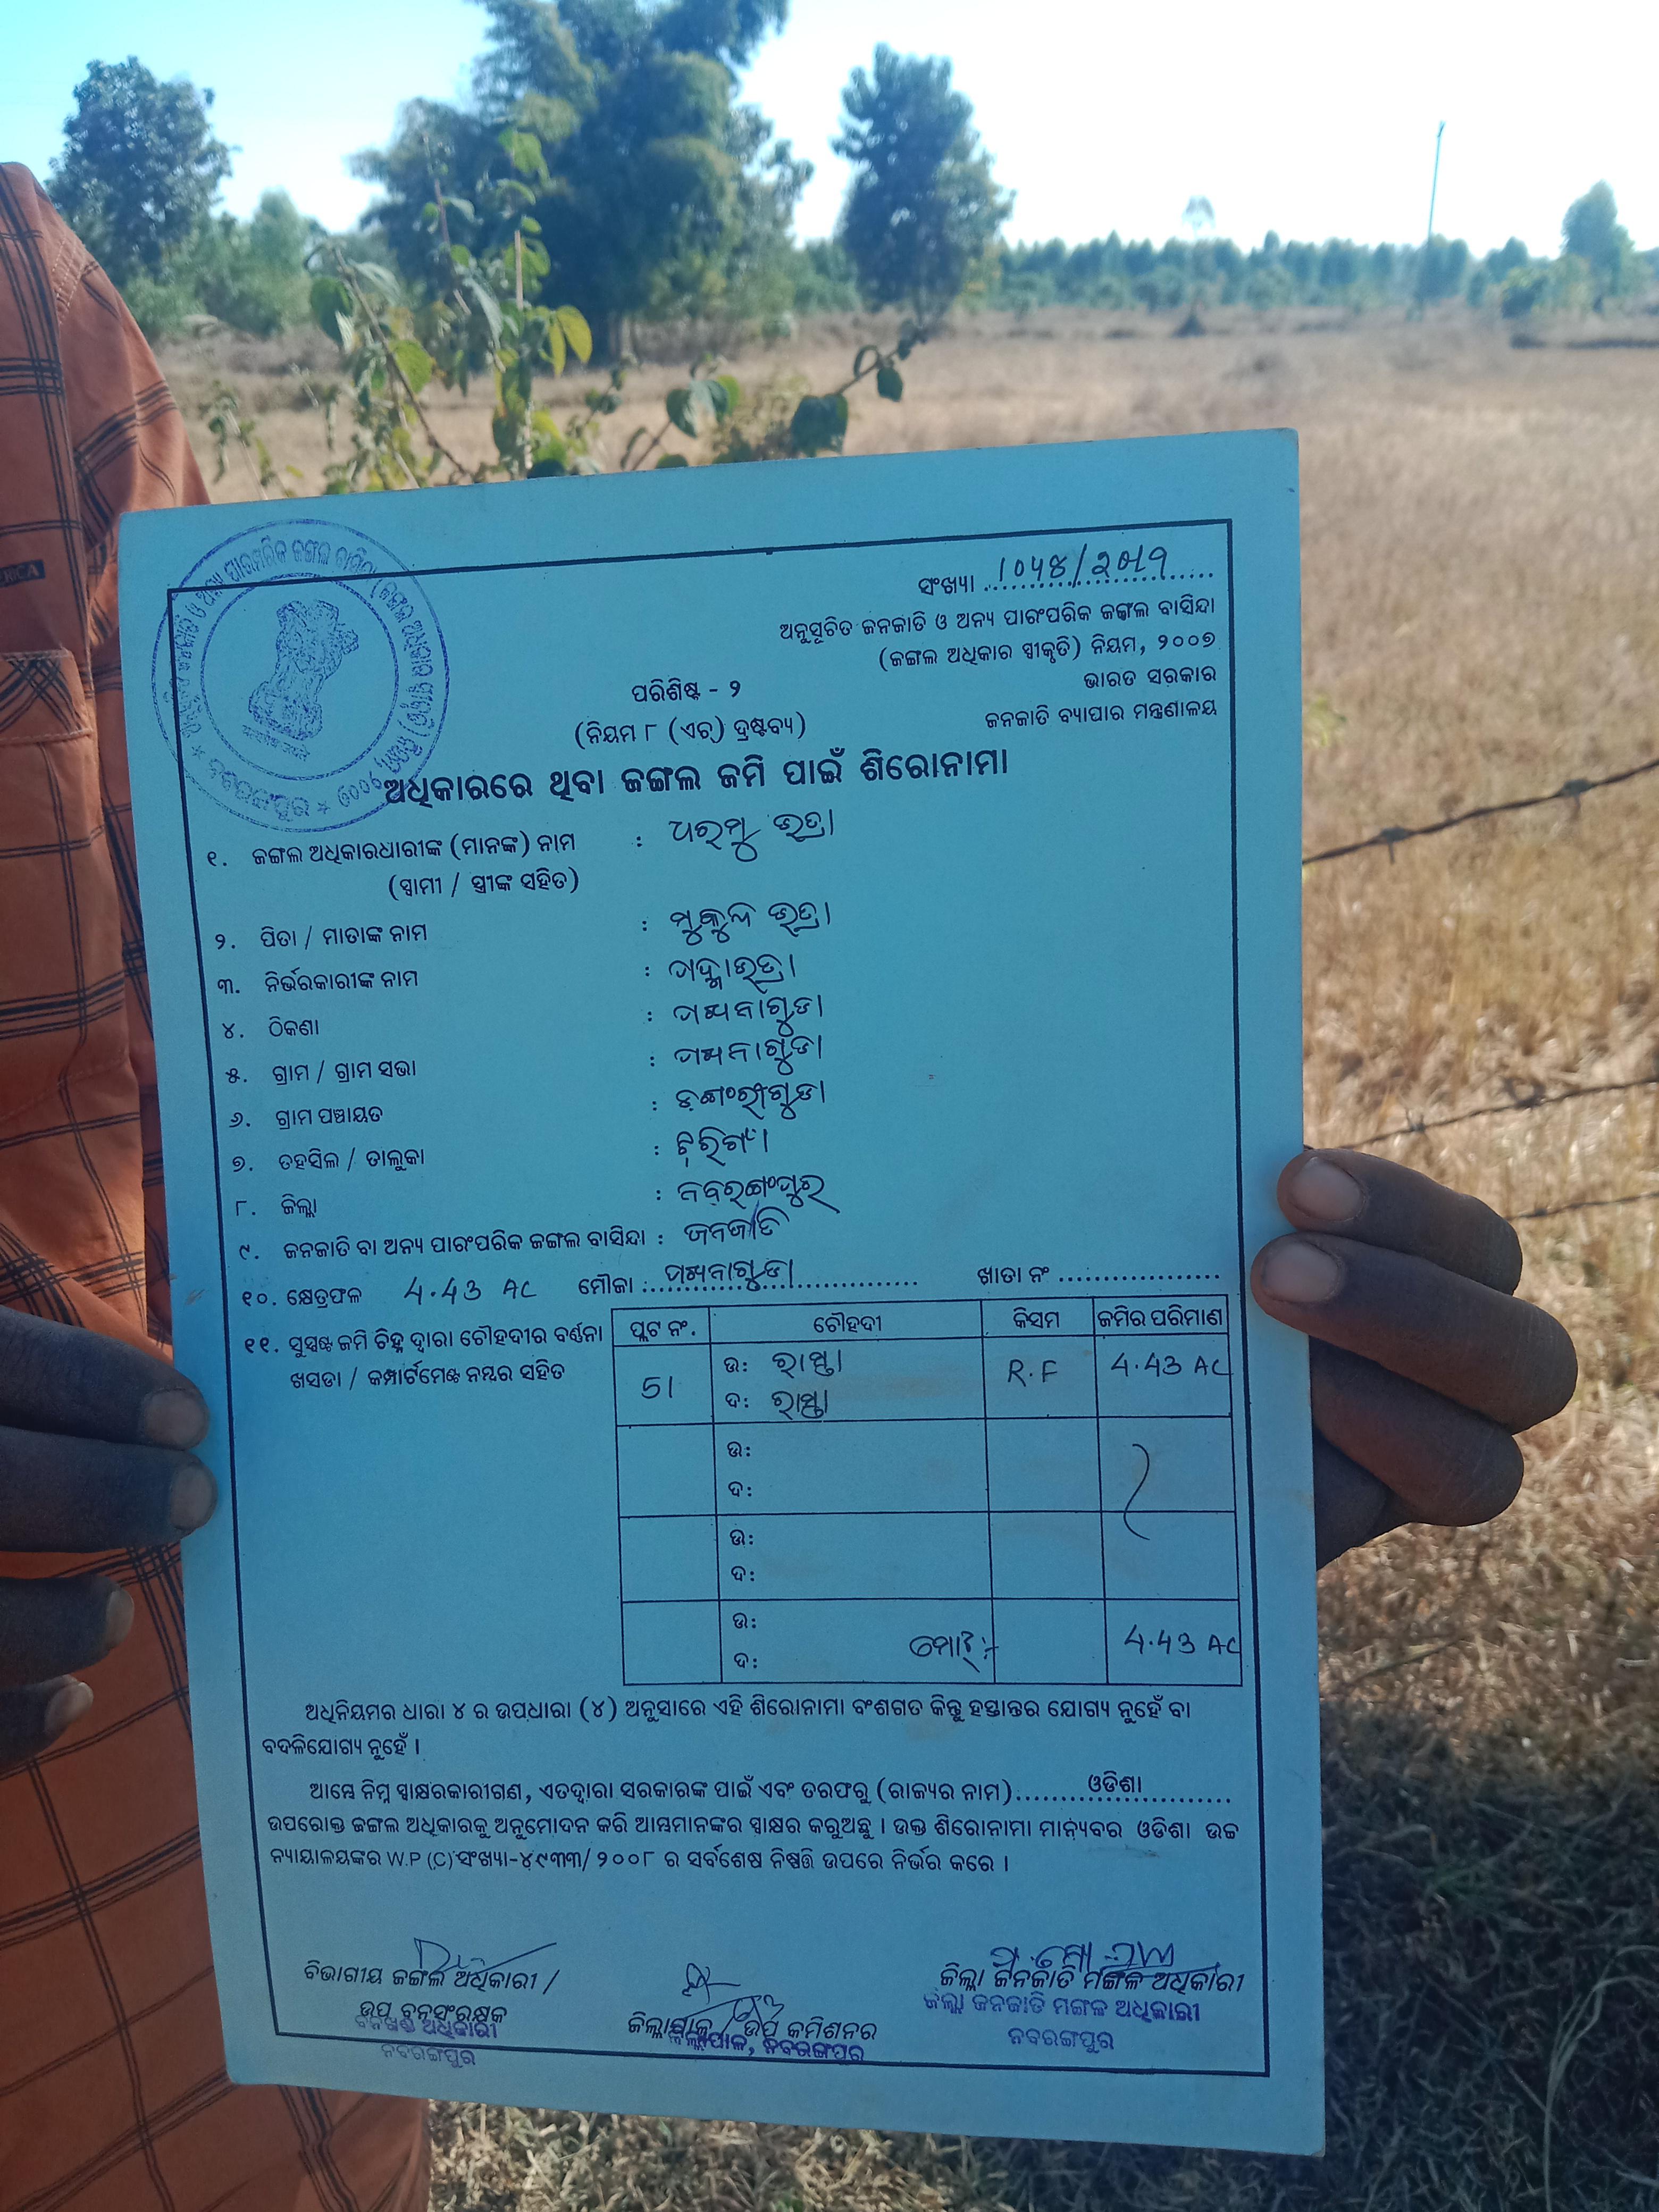 ସଂଖ୍ୟା
ଅନୁସୂଚିତ ଜନଜାତି ଓ ଅନ୍ୟ ପାରଂପରିକ ଜଙ୍ଗଲ ବାସିନ୍ଦା
(ଜଙ୍ଗଲ ଅଧିକାର ସ୍ୱୀକୃତି) ନିୟମ, ୨୦୦୭
ଭାରତ ସରକାର
ଜନଜାତି ବ୍ୟାପାର ମନ୍ତ୍ରଣାଳୟ
ପରିଶିଷ୍ଟ - ୨
(ନିୟମ ୮ (ଏଚ୍) ଦ୍ରଷ୍ଟବ୍ୟ)
ଅଧିକାରରେ ଥିବା ଜଙ୍ଗଲ ଜମି ପାଇଁ ଶିରୋନାମା
୧. ଜଙ୍ଗଲ ଅଧିକାରଧାରୀଙ୍କ (ମାନଙ୍କ) ନାମ : ଧରମୁ ଭତ୍ରା
(ସ୍ୱାମୀ / ସ୍ତ୍ରୀଙ୍କ ସହିତ)
୨. ପିତା / ମାତାଙ୍କ ନାମ : ମୁକୁନ୍ଦ ଭତ୍ରା
୩. ନିର୍ଭରକାରୀଙ୍କ ନାମ : ପଦ୍ମା ଭତ୍ରା
୪. ଠିକଣା :
୫. ଗ୍ରାମ / ଗ୍ରାମ ସଭା :
୬. ଗ୍ରାମ ପଞ୍ଚାୟତ :
୭. ତହସିଲ / ତାଲୁକା : ଝରିଗାଁ
୮. ଜିଲ୍ଲା : ନବରଙ୍ଗପୁର
୯. ଜନଜାତି ବା ଅନ୍ୟ ପାରଂପରିକ ଜଙ୍ଗଲ ବାସିନ୍ଦା : ଜନଜାତି
୧୦. କ୍ଷେତ୍ରଫଳ 4.43 AC ମୌଜା : ଖାତା ନଂ
୧୧. ସୁସ୍ପଷ୍ଟ ଜମି ଚିହ୍ନ ଦ୍ୱାରା ଚୌହଦୀର ବର୍ଣ୍ଣନା
ଖସଡା / କମ୍ପାର୍ଟମେଣ୍ଟ ନମ୍ବର ସହିତ
ପ୍ଲଟ ନଂ. ଚୌହଦୀ କିସମ ଜମିର ପରିମାଣ
51 ଉ: ରାସ୍ତା R.F 4.43 AC
ଦ: ରାସ୍ତା
ଉ:
ଦ:
ଉ:
ଦ:
ଉ:
ଦ: ମୋଟ:- 4.43 AC
ଅଧିନିୟମର ଧାରା ୪ ର ଉପଧାରା (୪) ଅନୁସାରେ ଏହି ଶିରୋନାମା ବଂଶଗତ କିନ୍ତୁ ହସ୍ତାନ୍ତର ଯୋଗ୍ୟ ନୁହେଁ ବା
ବଦଳିଯୋଗ୍ୟ ନୁହେଁ ।
ଆମ୍ଭେ ନିମ୍ନ ସ୍ୱାକ୍ଷରକାରୀଗଣ, ଏତଦ୍ଦ୍ୱାରା ସରକାରଙ୍କ ପାଇଁ ଏବଂ ତରଫରୁ (ରାଜ୍ୟର ନାମ) ଓଡିଶା
ଉପରୋକ୍ତ ଜଙ୍ଗଲ ଅଧିକାରକୁ ଅନୁମୋଦନ କରି ଆମ୍ଭମାନଙ୍କର ସ୍ୱାକ୍ଷର କରୁଅଛୁ । ଉକ୍ତ ଶିରୋନାମା ମାନ୍ୟବର ଓଡିଶା ଉଚ୍ଚ
ନ୍ୟାୟାଳୟଙ୍କର W.P (C) ସଂଖ୍ୟା-୪୯୩୩/୨୦୦୮ ର ସର୍ବଶେଷ ନିଷ୍ପତ୍ତି ଉପରେ ନିର୍ଭର କରେ ।
ବିଭାଗୀୟ ଜଙ୍ଗଲ ଅଧିକାରୀ /
ଉପ ବନସଂରକ୍ଷକ
ବନଖଣ୍ଡ ଅଧିକାରୀ
ନବରଙ୍ଗପୁର
ଜିଲ୍ଲାପାଳ / ଉପ କମିଶନର
ଜିଲ୍ଲାପାଳ, ନବରଙ୍ଗପୁର
ଜିଲ୍ଲା ଜନଜାତି ମଙ୍ଗଳ ଅଧିକାରୀ
ଜିଲ୍ଲା ଜନଜାତି ମଙ୍ଗଳ ଅଧିକାରୀ
ନବରଙ୍ଗପୁର